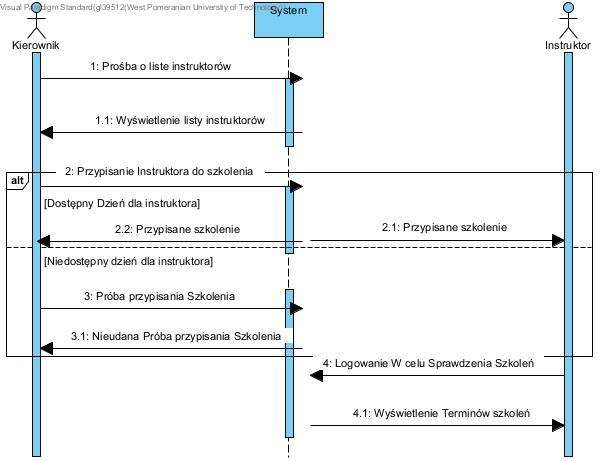 Visual Paradigm Standard(gl39512(West Pomeranian University of Technology))
System
Kierownik
Instruktor
1: Prośba o liste instruktorów
1.1: Wyświetlenie listy instruktorów
alt
2: Przypisanie Instruktora do szkolenia
[Dostępny Dzień dla instruktora]
2.2: Przypisane szkolenie
2.1: Przypisane szkolenie
[Niedostępny dzień dla instruktora]
3: Próba przypisania Szkolenia
3.1: Nieudana Próba przypisania Szkolenia
4: Logowanie W celu Sprawdzenia Szkoleń
4.1: Wyświetlenie Terminów szkoleń